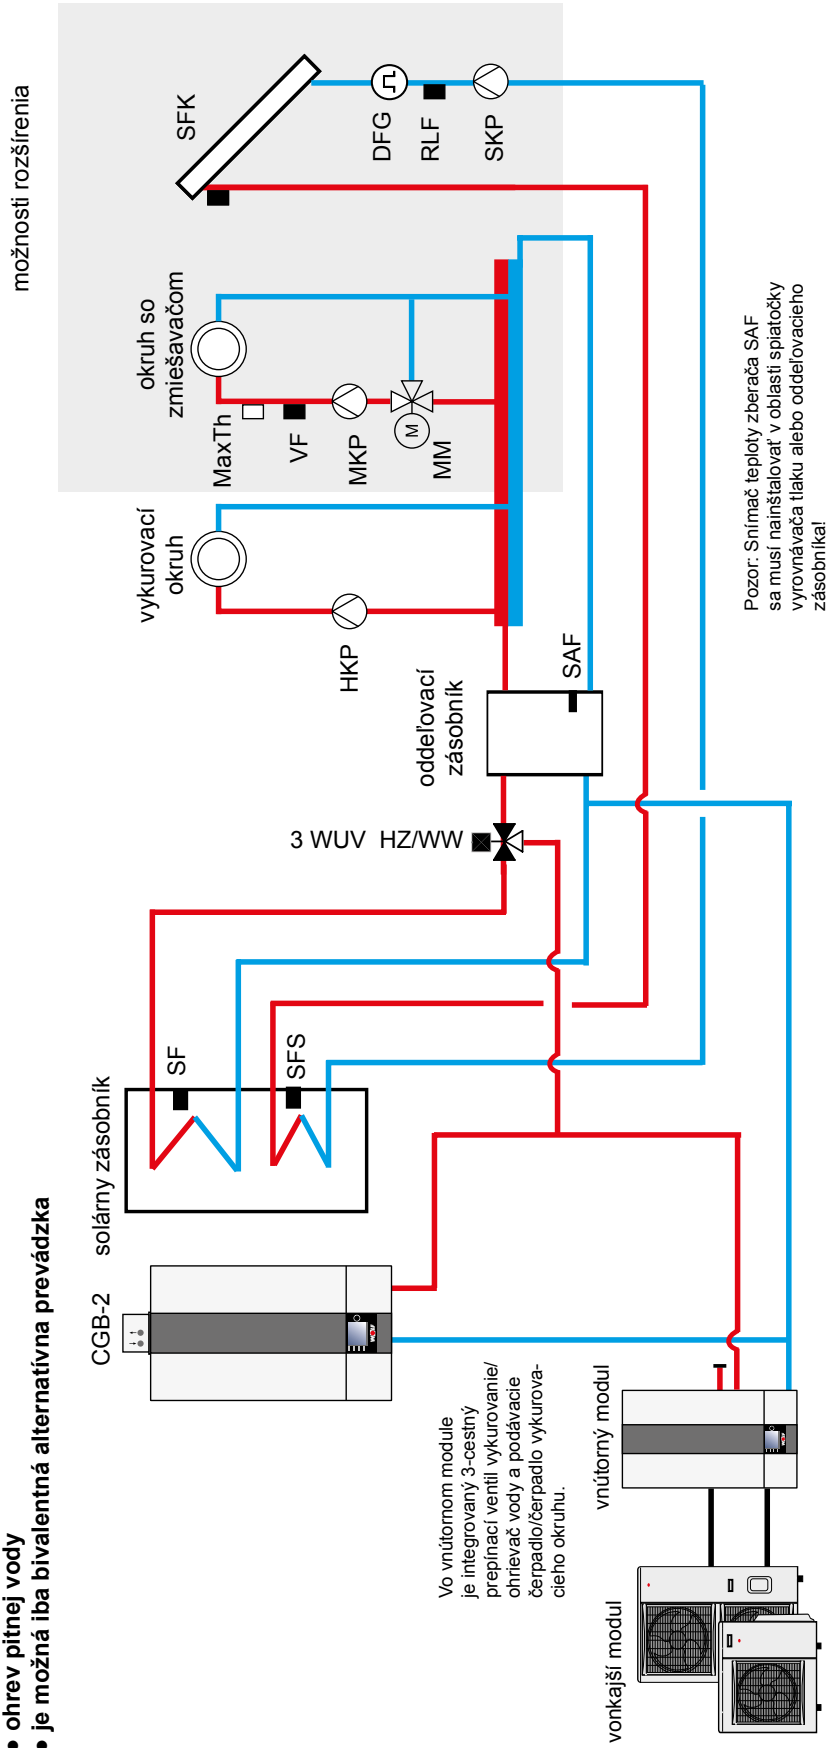 • ohrev pitnej vody
• je možná iba bivalentná alternatívna prevádzka
CGB-2
solárny zásobník
SF
SFS
3 WUV HZ/WW
oddeľovací
zásobník
SAF
vykurovací
okruh
HKP
možnosti rozšírenia
okruh so
zmiešavačom
MaxTh
VF
MKP
MM
M
SFK
DFG
RLF
SKP
vonkajší modul
vnútorný modul
Vo vnútornom module
je integrovaný 3-cestný
prepínací ventil vykurovanie/
ohrievač vody a podávacie
čerpadlo/čerpadlo vykurova-
cieho okruhu.
Pozor: Snímač teploty zberača SAF
sa musí nainštalovať v oblasti spiatočky
vyrovnávača tlaku alebo oddeľovacieho
zásobníka!
WOLF
WOLF